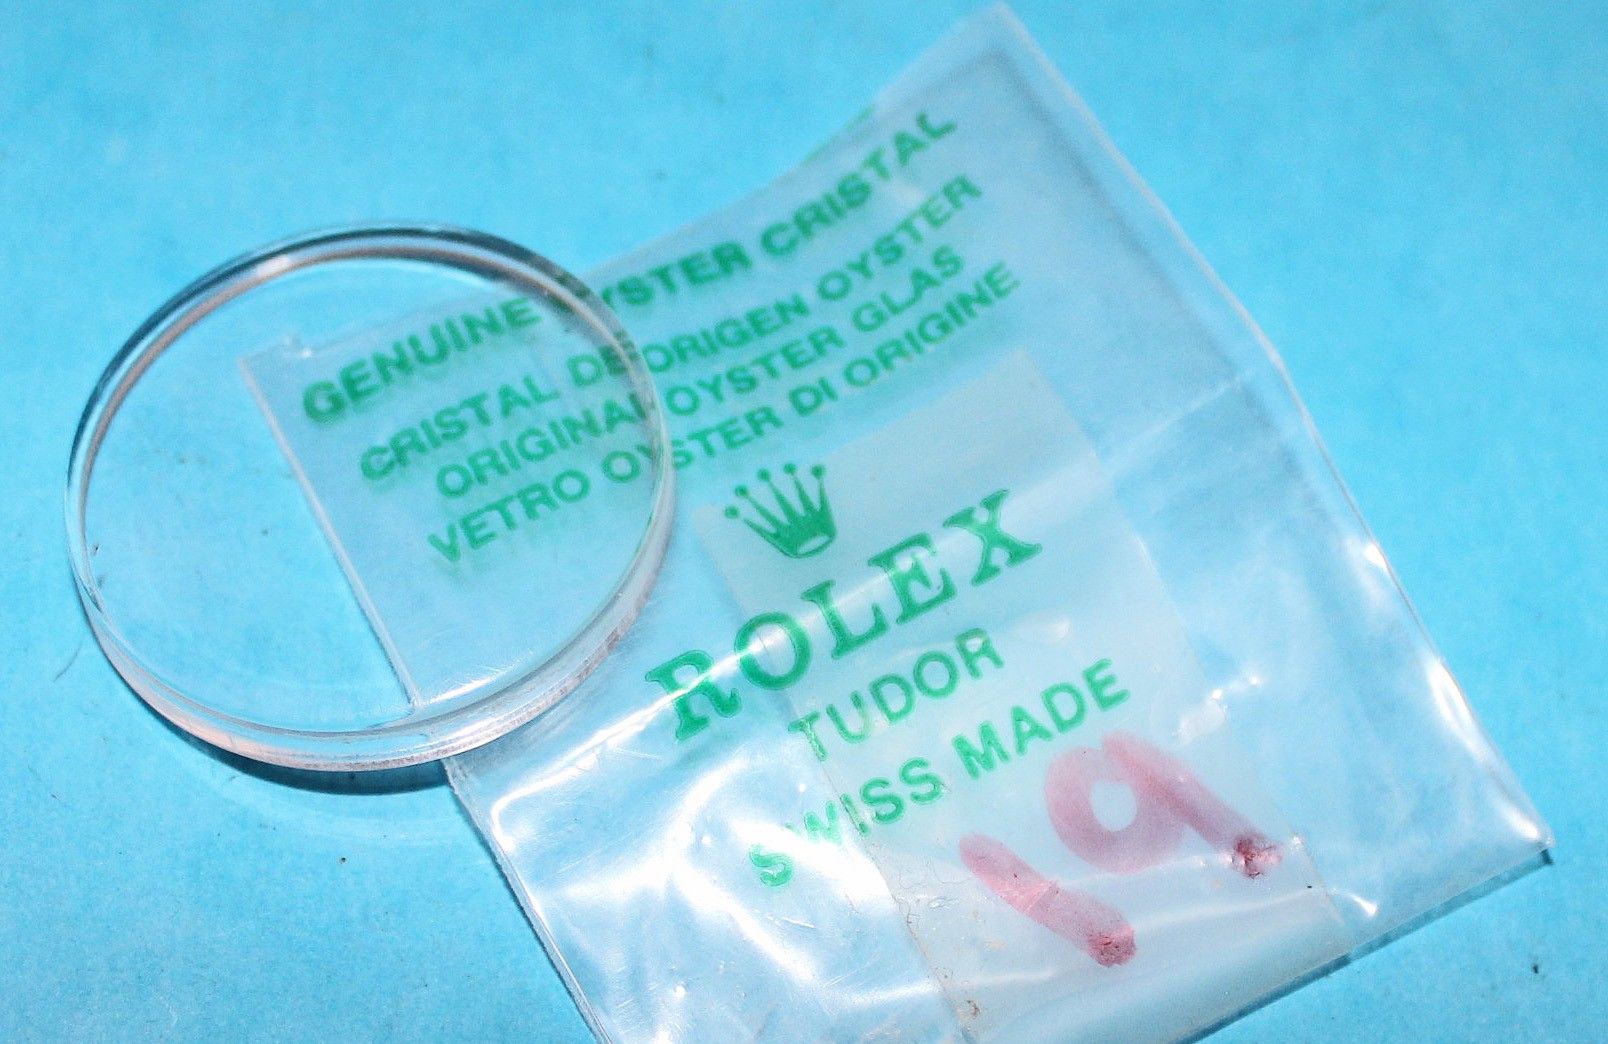 GENUINE OYSTER CRISTAL
CRISTAL DE ORIGEN OYSTER
ORIGINAL OYSTER GLAS
VETRO OYSTER DI ORIGINE
ROLEX
TUDOR
SWISS MADE
19